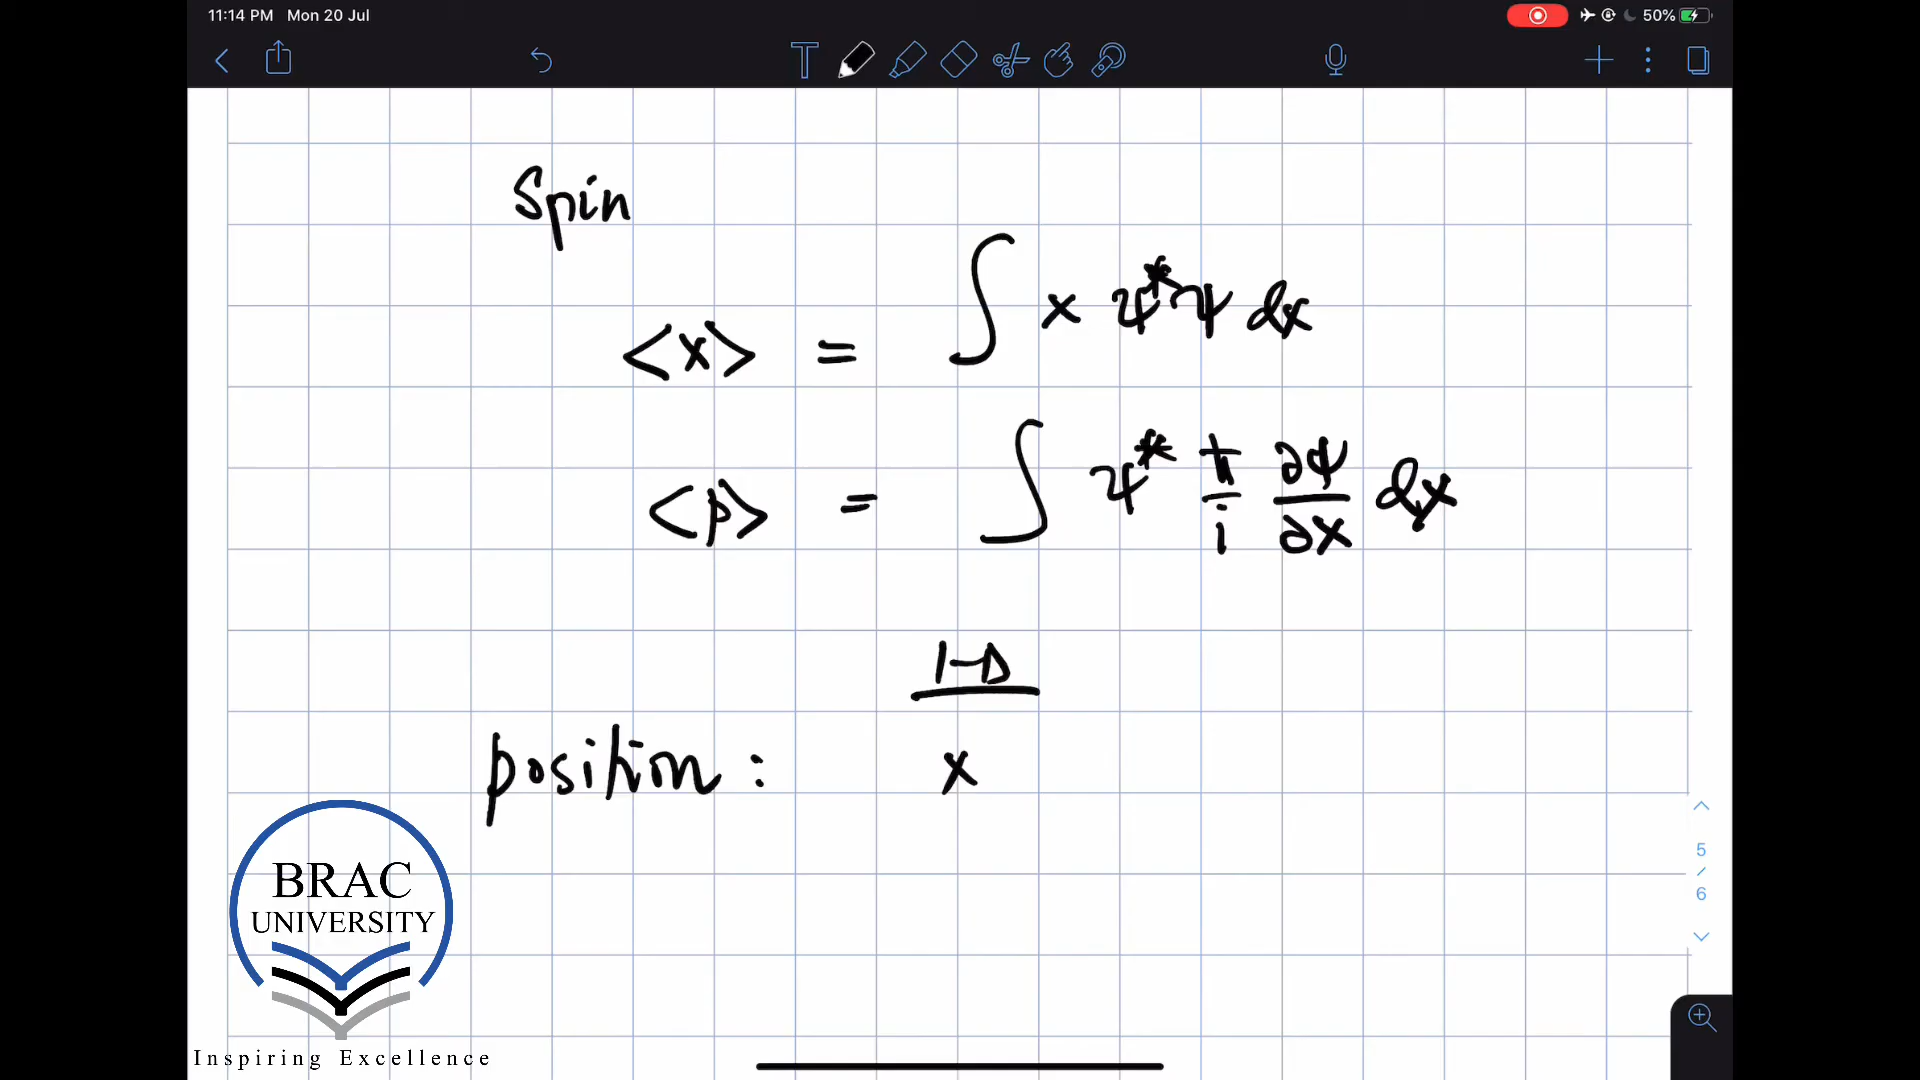 11:14 PM Mon 20 Jul 50%
Spin
<x> = ∫ x ψ*ψ dx
<p> = ∫ ψ* ħ/i ∂ψ/∂x dx
1-D
position : x
5
/
6
BRAC
UNIVERSITY
Inspiring Excellence